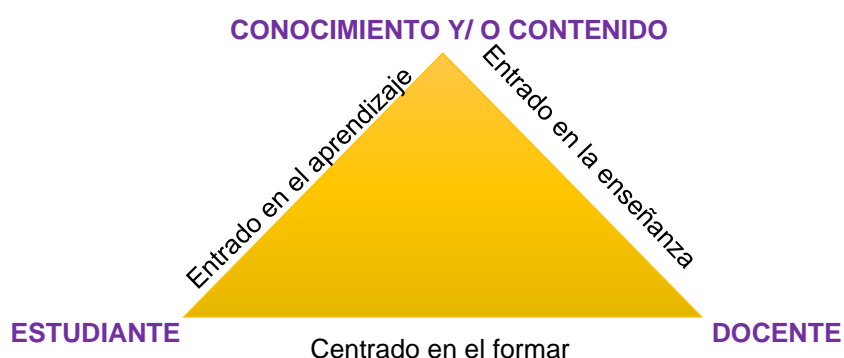 CONOCIMIENTO Y/ O CONTENIDO
Entrado en el aprendizaje
Entrado en la enseñanza
ESTUDIANTE
DOCENTE
Centrado en el formar